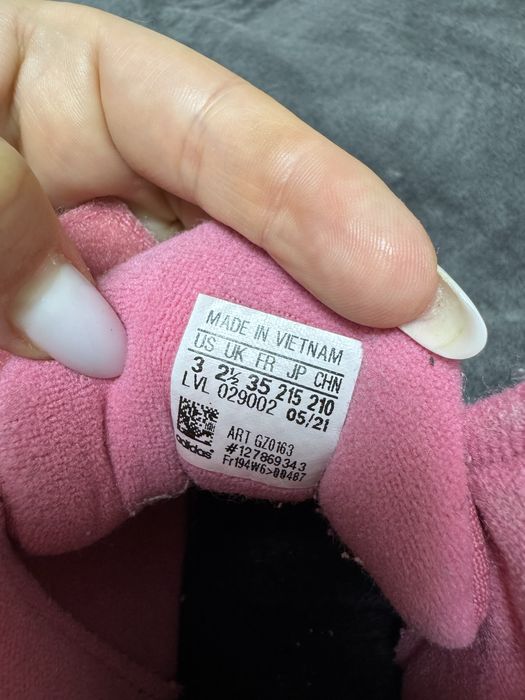 MADE IN VIETNAM
US UK FR JP CHN
3 2½ 35 215 210
LVL 029002 05/21
adidas®
ART GZ0163
#127869343
Fr194W6>00487